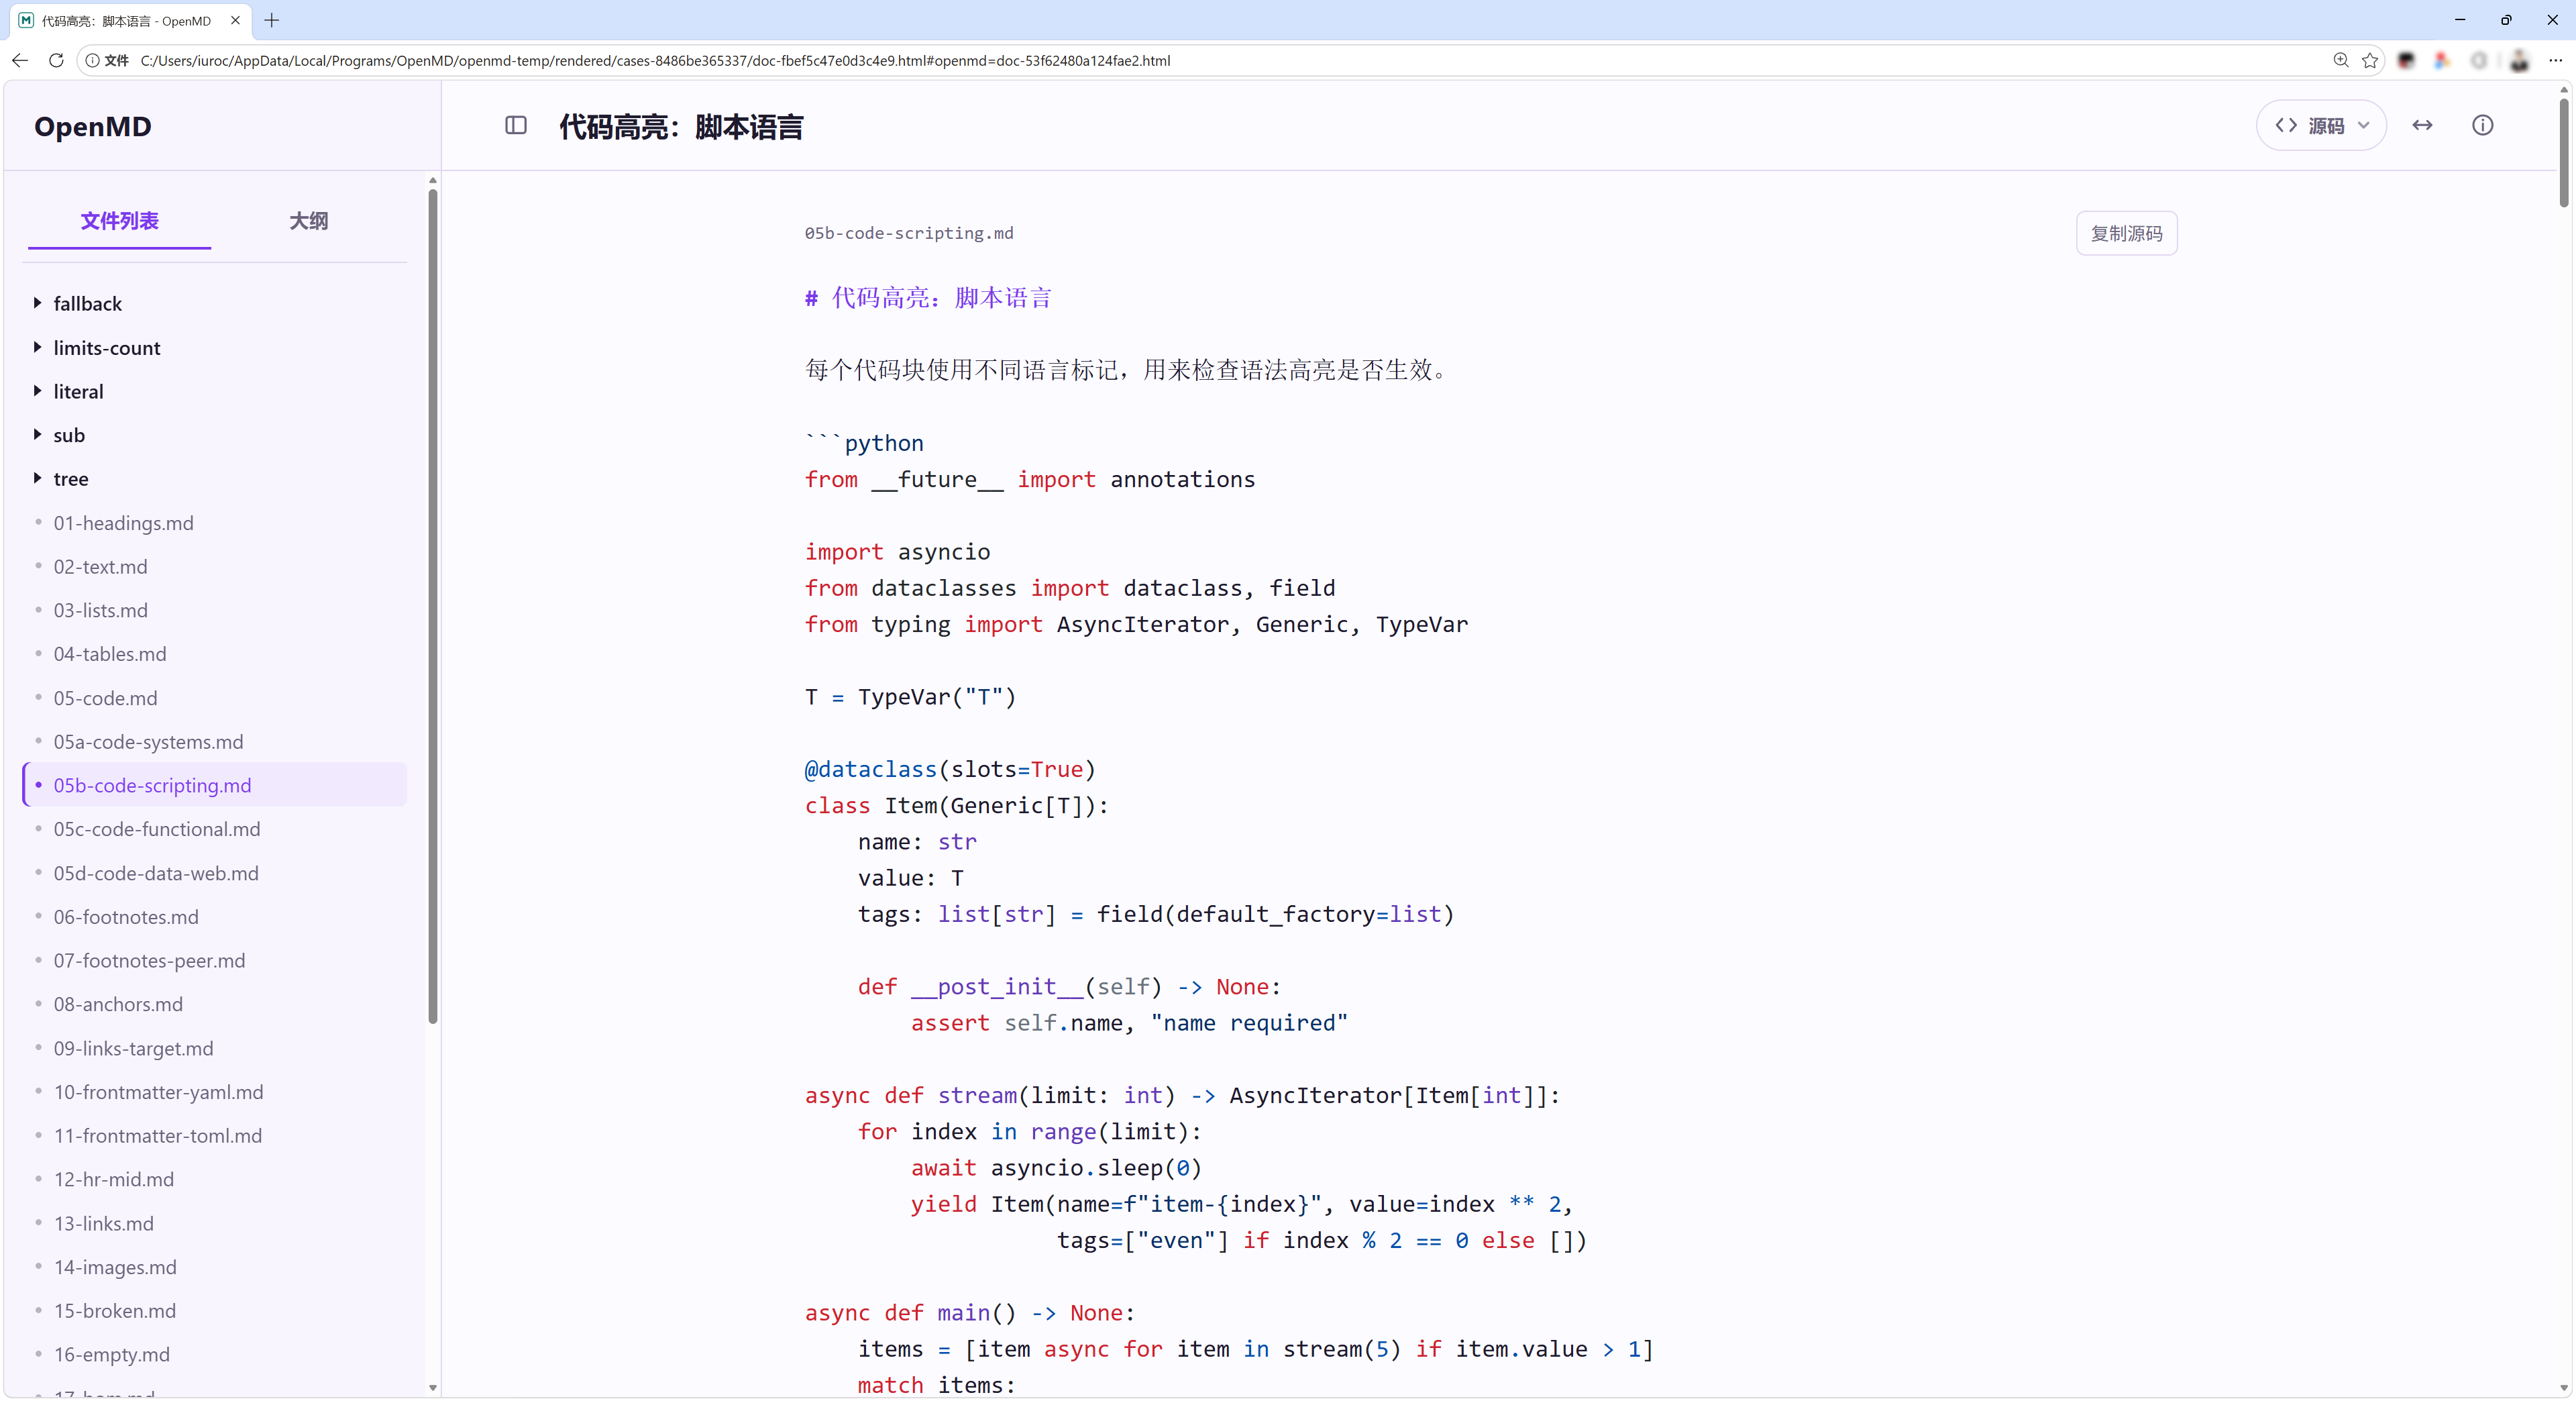 代码高亮：脚本语言 - OpenMD
文件 C:/Users/iuroc/AppData/Local/Programs/OpenMD/openmd-temp/rendered/cases-8486be365337/doc-fbef5c47e0d3c4e9.html#openmd=doc-53f62480a124fae2.html
OpenMD
代码高亮：脚本语言
源码
文件列表 大纲
fallback
limits-count
literal
sub
tree
01-headings.md
02-text.md
03-lists.md
04-tables.md
05-code.md
05a-code-systems.md
05b-code-scripting.md
05c-code-functional.md
05d-code-data-web.md
06-footnotes.md
07-footnotes-peer.md
08-anchors.md
09-links-target.md
10-frontmatter-yaml.md
11-frontmatter-toml.md
12-hr-mid.md
13-links.md
14-images.md
15-broken.md
16-empty.md
05b-code-scripting.md
复制源码
# 代码高亮：脚本语言
每个代码块使用不同语言标记，用来检查语法高亮是否生效。
```python
from __future__ import annotations
import asyncio
from dataclasses import dataclass, field
from typing import AsyncIterator, Generic, TypeVar
T = TypeVar("T")
@dataclass(slots=True)
class Item(Generic[T]):
    name: str
    value: T
    tags: list[str] = field(default_factory=list)
    def __post_init__(self) -> None:
        assert self.name, "name required"
async def stream(limit: int) -> AsyncIterator[Item[int]]:
    for index in range(limit):
        await asyncio.sleep(0)
        yield Item(name=f"item-{index}", value=index ** 2,
                   tags=["even"] if index % 2 == 0 else [])
async def main() -> None:
    items = [item async for item in stream(5) if item.value > 1]
    match items: